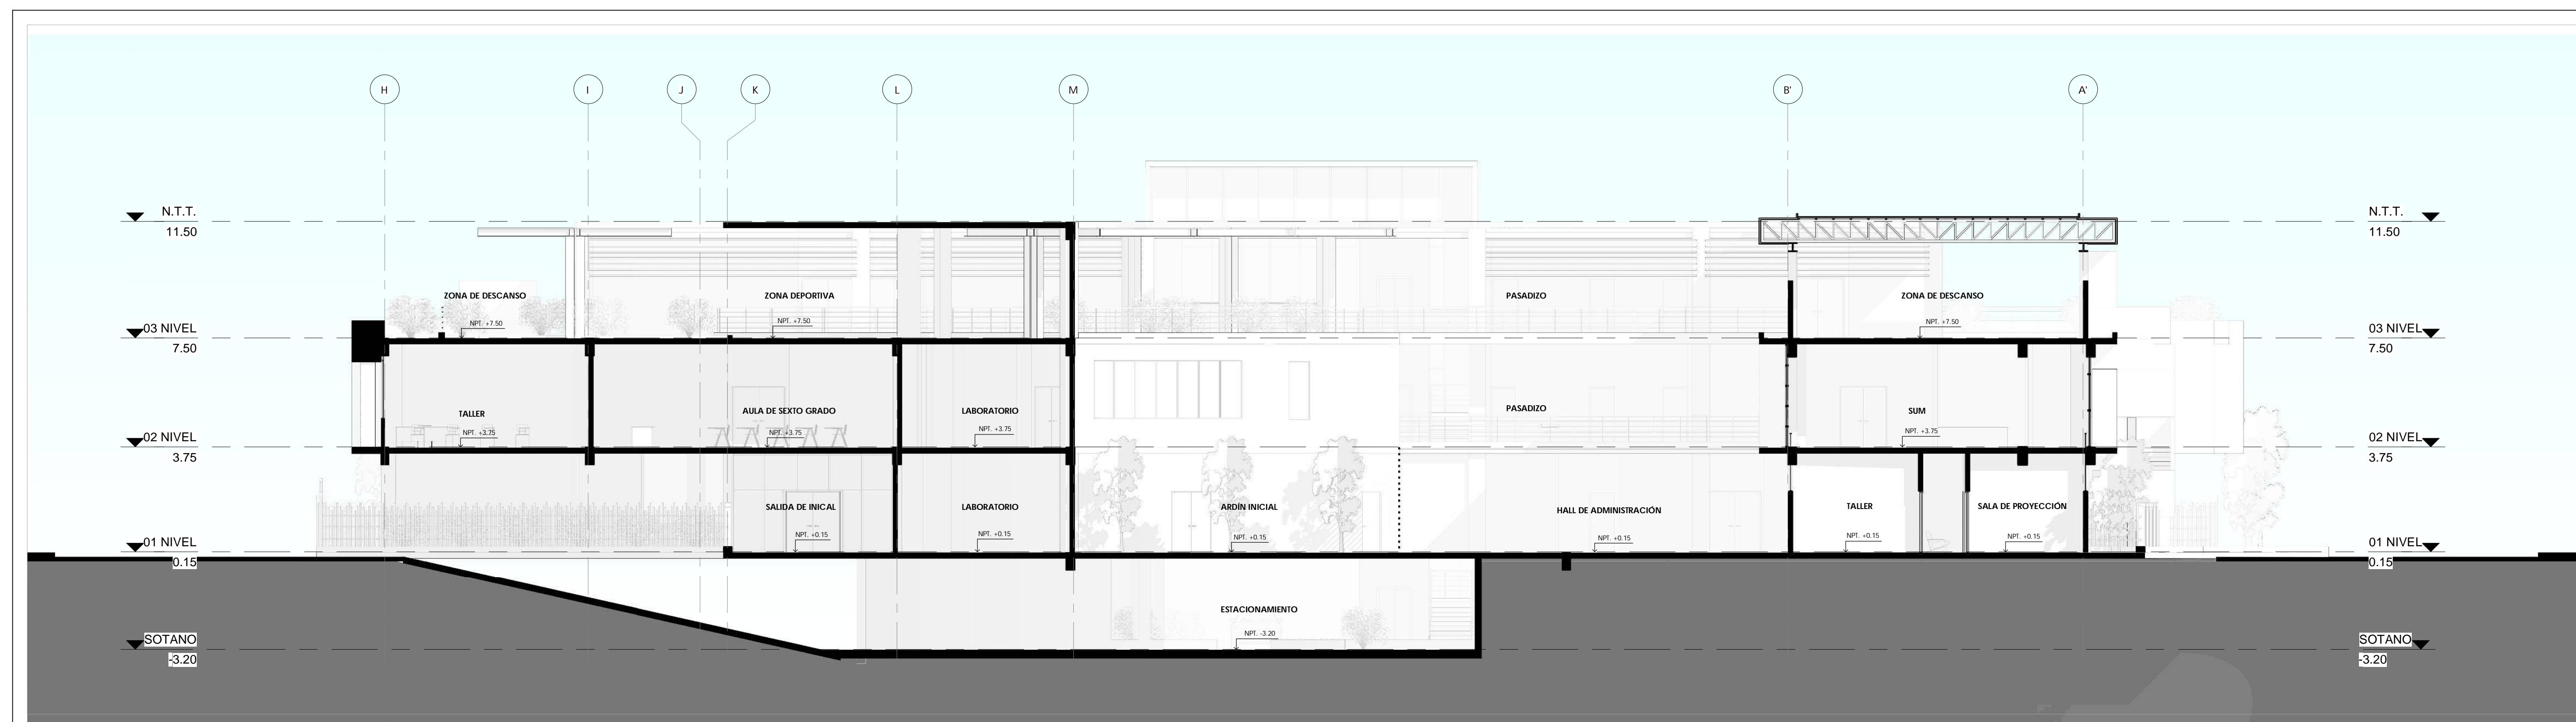 H I J K L M B' A'
N.T.T. N.T.T.
11.50 11.50
ZONA DE DESCANSO ZONA DEPORTIVA PASADIZO ZONA DE DESCANSO
NPT. +7.50 NPT. +7.50 NPT. +7.50
03 NIVEL 03 NIVEL
7.50 7.50
TALLER AULA DE SEXTO GRADO LABORATORIO PASADIZO SUM
NPT. +3.75 NPT. +3.75 NPT. +3.75 NPT. +3.75
02 NIVEL 02 NIVEL
3.75 3.75
SALIDA DE INICAL LABORATORIO ARDÍN INICIAL HALL DE ADMINISTRACIÓN TALLER SALA DE PROYECCIÓN
NPT. +0.15 NPT. +0.15 NPT. +0.15 NPT. +0.15 NPT. +0.15 NPT. +0.15
01 NIVEL 01 NIVEL
0.15 0.15
ESTACIONAMIENTO
NPT. -3.20
SOTANO SOTANO
-3.20 -3.20